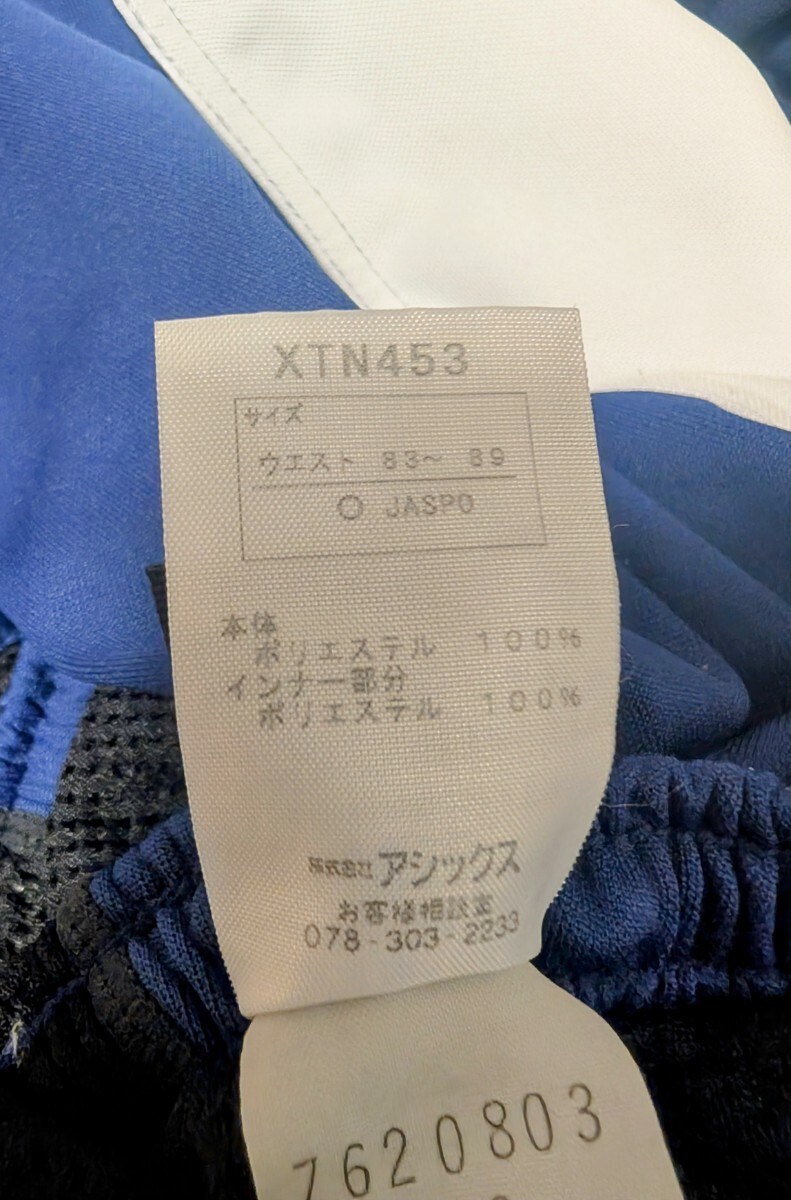 XTN453
サイズ
ウエスト 83～ 89
○ JASPO
本体
ポリエステル 100%
インナー部分
ポリエステル 100%
株式会社 アシックス
お客様相談室
078-303-2233
7620803